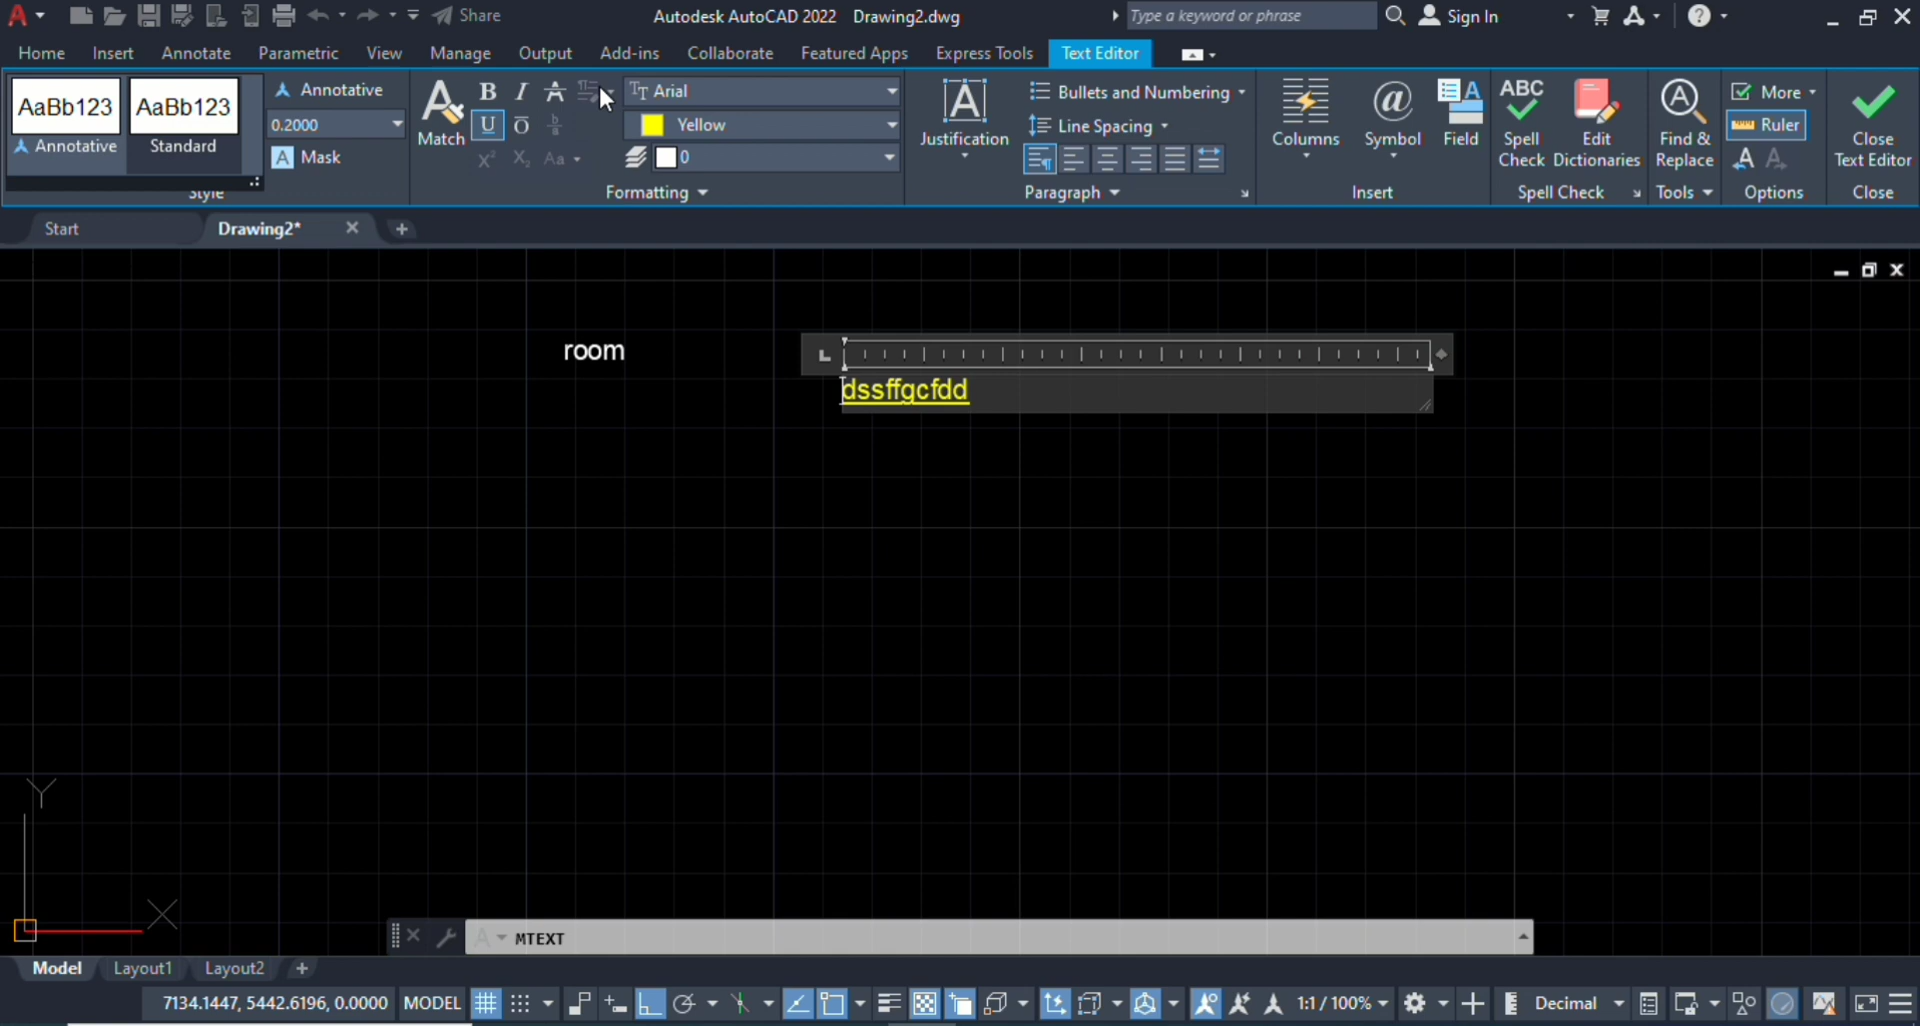 Share
Autodesk AutoCAD 2022 Drawing2.dwg
Type a keyword or phrase
Sign In
Home Insert Annotate Parametric View Manage Output Add-ins Collaborate Featured Apps Express Tools Text Editor
AaBb123 AaBb123
Annotative Standard
Annotative
0.2000
A Mask
Style
Match
B I A
U O b/a
X² X₂ Aa
Arial
Yellow
0
Formatting
Justification
Bullets and Numbering
Line Spacing
Paragraph
Columns
Symbol
Field
Insert
ABC
Spell Check
Edit Dictionaries
Spell Check
Find & Replace
Tools
More
Ruler
Options
Close Text Editor
Close
Start Drawing2*
room
dssffgcfdd
Y
X
MTEXT
Model Layout1 Layout2
7134.1447, 5442.6196, 0.0000 MODEL 1:1 / 100% Decimal